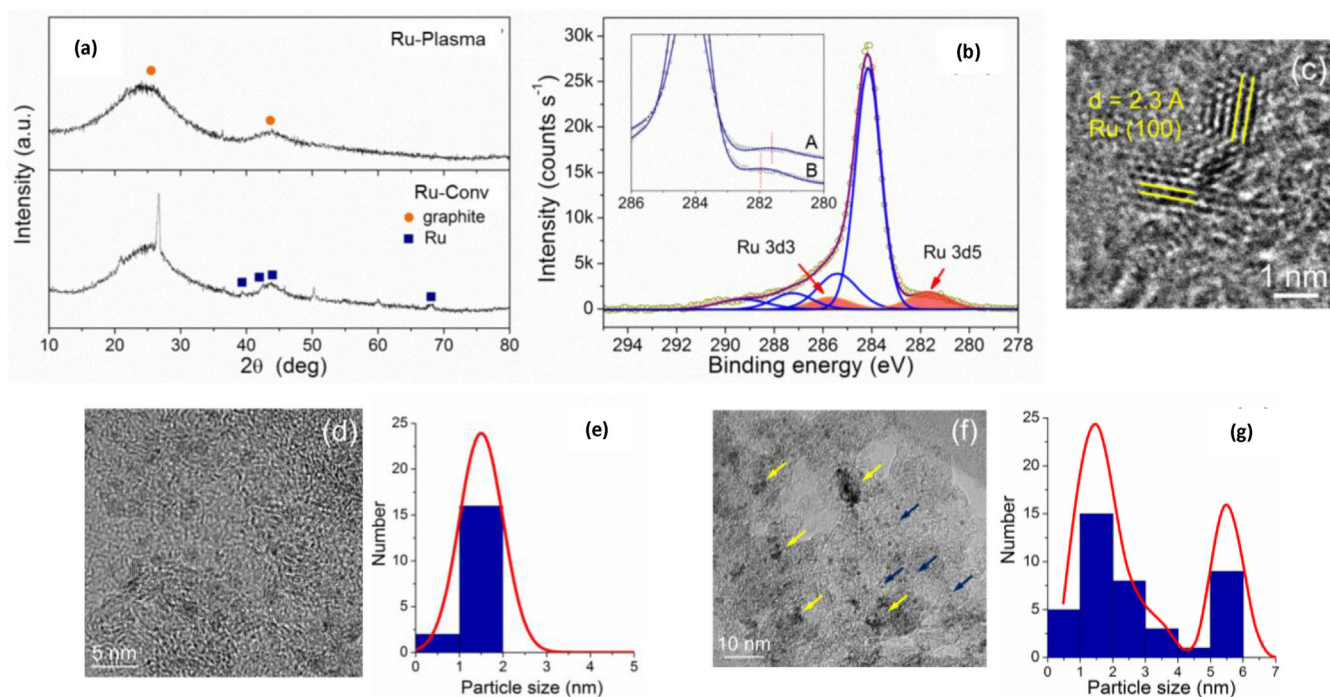 (a)
Ru-Plasma
Ru-Conv
graphite
Ru
Intensity (a.u.)
10 20 30 40 50 60 70 80
2θ (deg)
(b)
30k
25k
20k
15k
10k
5k
0
Intensity (counts s⁻¹)
A
B
286 284 282 280
Ru 3d3
Ru 3d5
294 292 290 288 286 284 282 280 278
Binding energy (eV)
(c)
d = 2.3 Å
Ru (100)
1 nm
(d)
5 nm
(e)
25
20
15
10
5
0
Number
0 1 2 3 4 5
Particle size (nm)
(f)
10 nm
(g)
25
20
15
10
5
0
Number
0 1 2 3 4 5 6 7
Particle size (nm)